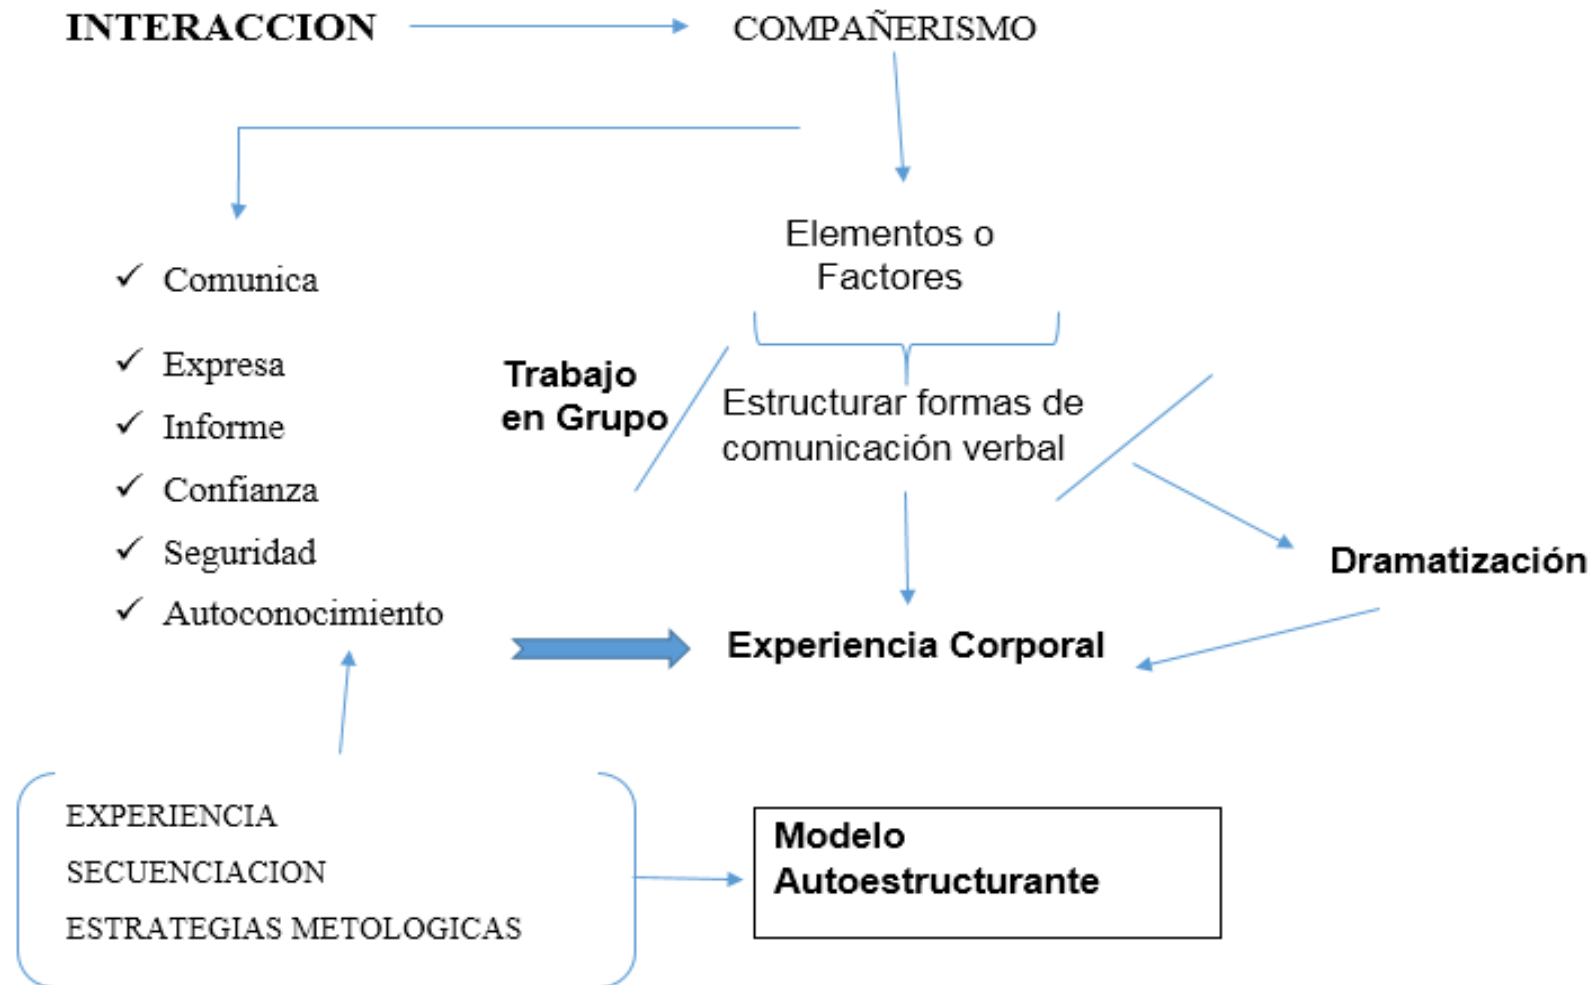 INTERACCION
COMPAÑERISMO
Elementos o
Factores
Comunica
Expresa
Informe
Confianza
Seguridad
Autoconocimiento
Trabajo
en Grupo
Estructurar formas de
comunicación verbal
Dramatización
Experiencia Corporal
EXPERIENCIA
SECUENCIACION
ESTRATEGIAS METOLOGICAS
Modelo
Autoestructurante